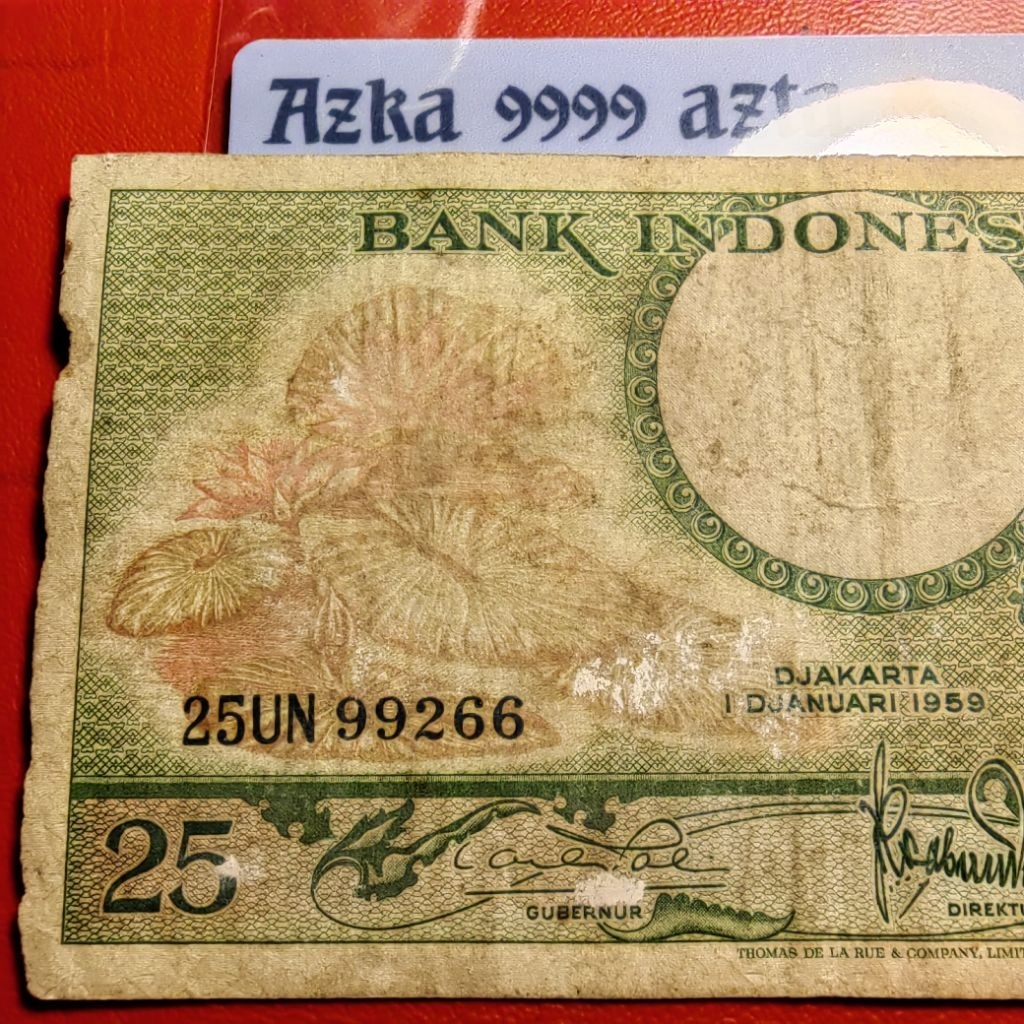 Azka 9999 azta
BANK INDONES
DJAKARTA
1 DJANUARI 1959
25UN 99266
25
GUBERNUR
DIREKTU
THOMAS DE LA RUE & COMPANY, LIMIT